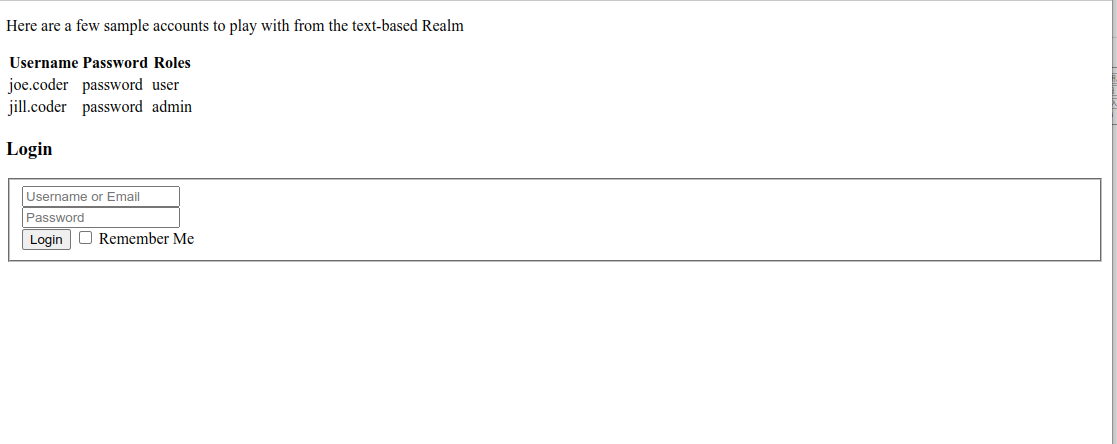 Here are a few sample accounts to play with from the text-based Realm
Username Password Roles
joe.coder password user
jill.coder password admin
Login
Username or Email
Password
Login Remember Me